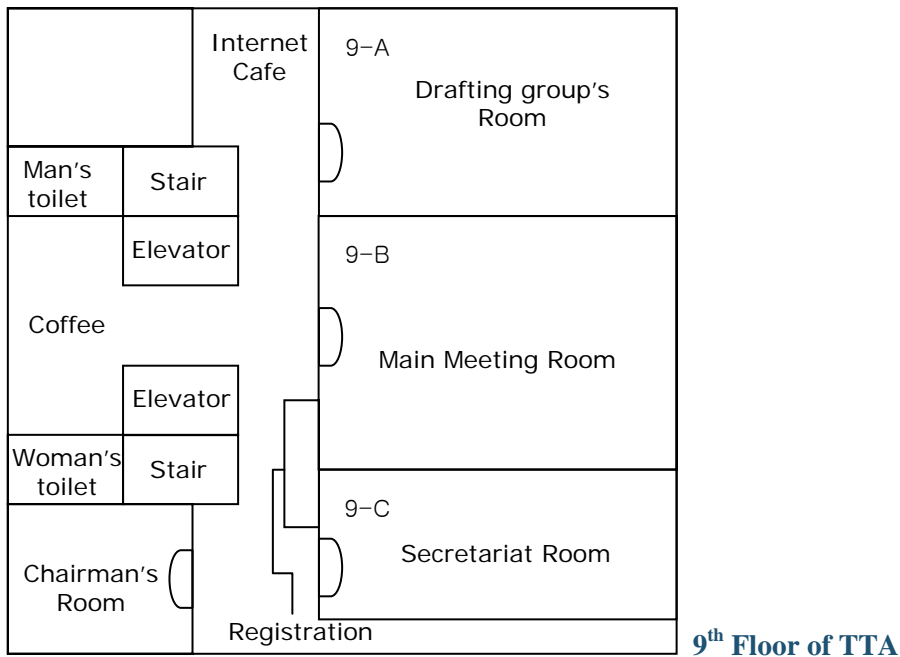 Internet
Cafe
9-A
Drafting group's
Room
Man's
toilet
Stair
Elevator
9-B
Coffee
Main Meeting Room
Elevator
Woman's
toilet
Stair
9-C
Secretariat Room
Chairman's
Room
Registration
9th Floor of TTA